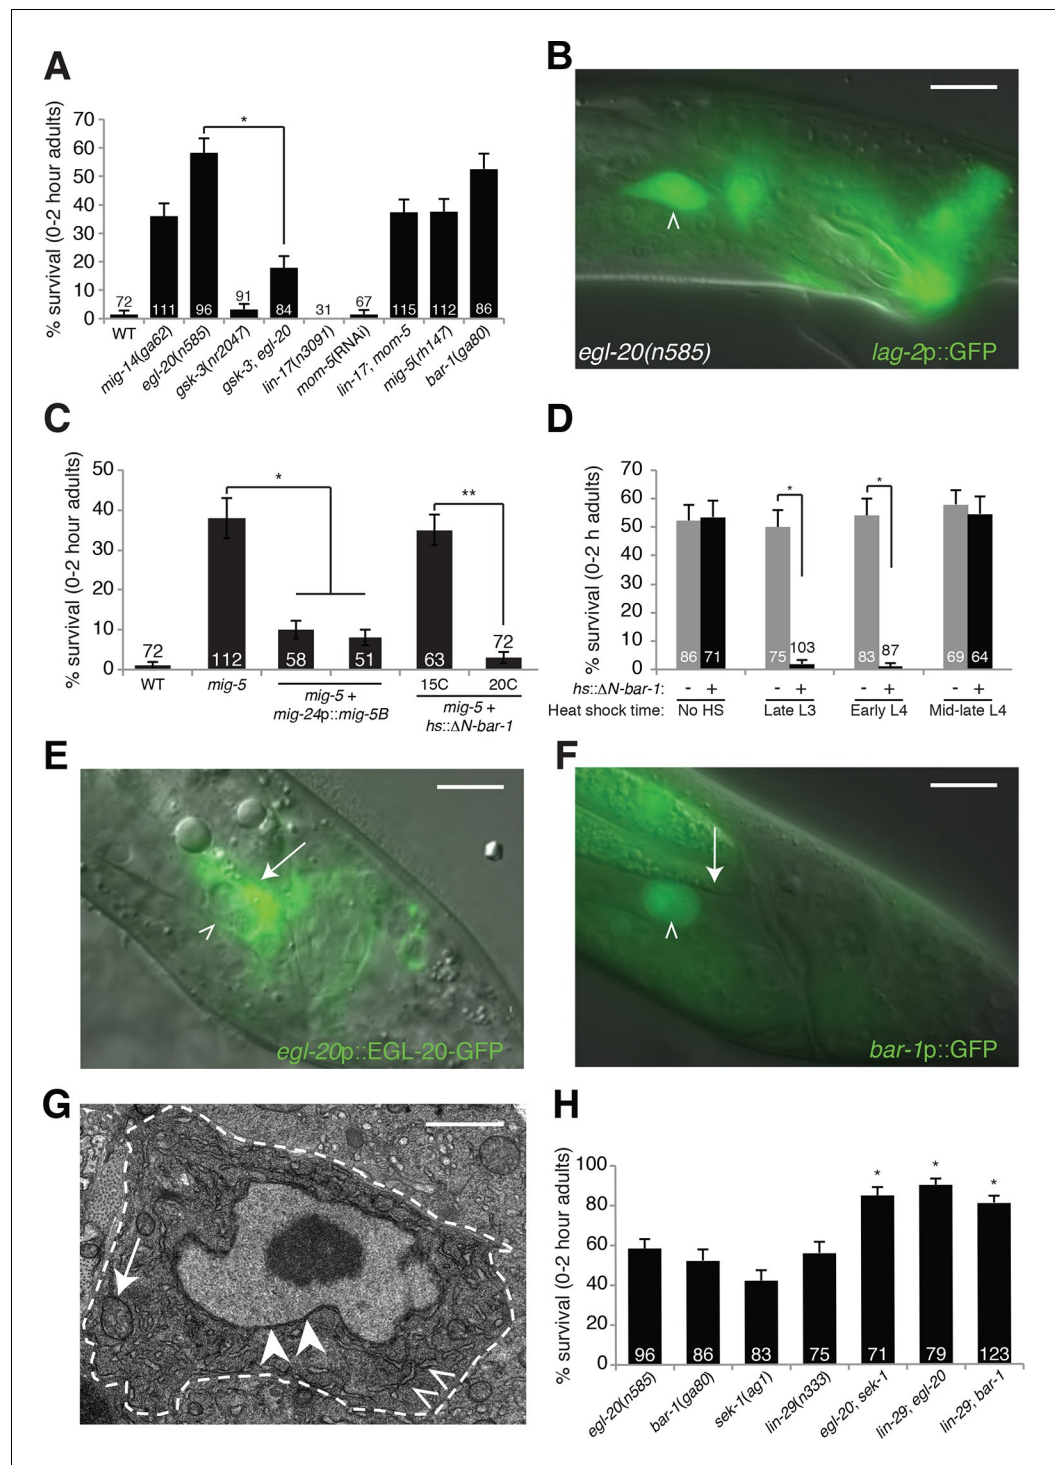 A
% survival (0-2 hour adults)
70
60
50
40
30
20
10
0
*
72
111
96
91
84
31
67
115
112
86
WT
mig-14(ga62)
egl-20(n585)
gsk-3(nr2047)
gsk-3; egl-20
lin-17(n3091)
mom-5(RNAi)
lin-17; mom-5
mig-5(rh147)
bar-1(ga80)
B
egl-20(n585)
lag-2p::GFP
C
% survival (0-2 hour adults)
50
40
30
20
10
0
*
**
72
112
58
51
63
72
WT
mig-5
mig-5 +
mig-24p::mig-5B
15C
20C
mig-5 +
hs::ΔN-bar-1
D
% survival (0-2 h adults)
70
60
50
40
30
20
10
0
*
*
86
71
75
103
83
87
69
64
hs::ΔN-bar-1: - + - + - + - +
Heat shock time: No HS Late L3 Early L4 Mid-late L4
E
egl-20p::EGL-20-GFP
F
bar-1p::GFP
G
H
% survival (0-2 hour adults)
100
80
60
40
20
0
*
*
*
96
86
83
75
71
79
123
egl-20(n585)
bar-1(ga80)
sek-1(ag1)
lin-29(n333)
egl-20; sek-1
lin-29; egl-20
lin-29; bar-1